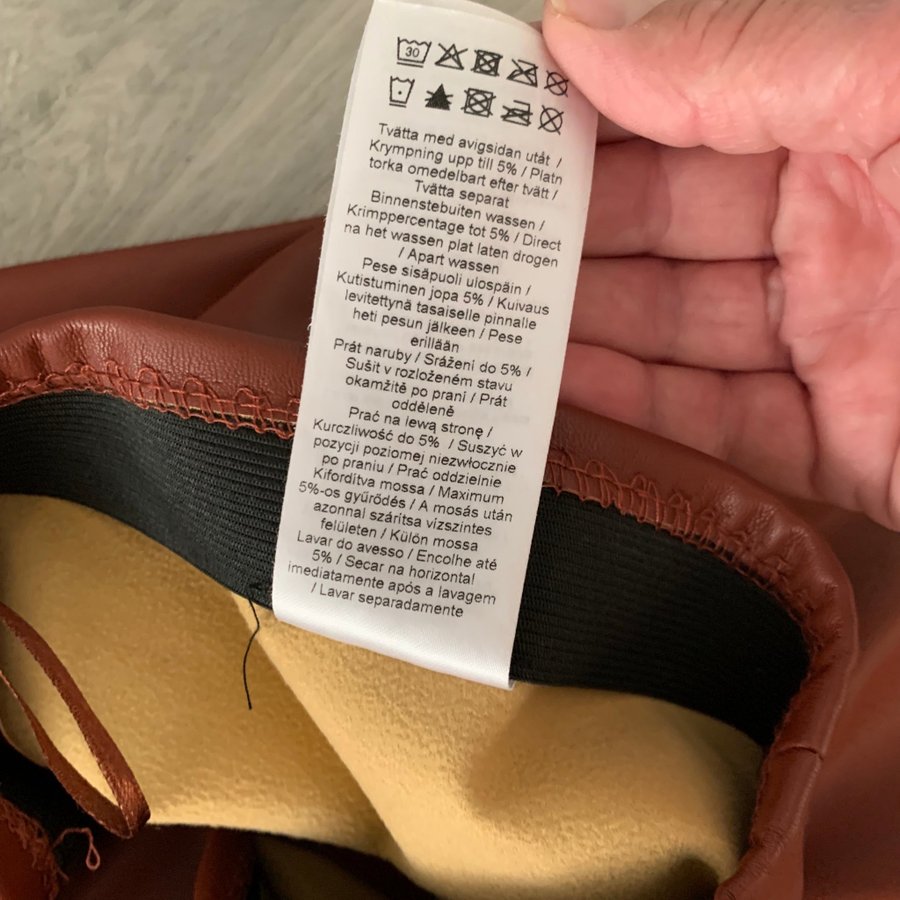 30
Tvätta med avigsidan utåt /
Krympning upp till 5% / Platn
torka omedelbart efter tvätt /
Tvätta separat
Binnenstebuiten wassen /
Krimppercentage tot 5% / Direct
na het wassen plat laten drogen
/ Apart wassen
Pese sisäpuoli ulospäin /
Kutistuminen jopa 5% / Kuivaus
levitettynä tasaiselle pinnalle
heti pesun jälkeen / Pese
erillään
Prát naruby / Srážení do 5% /
Sušit v rozloženém stavu
okamžitě po praní / Prát
odděleně
Prać na lewą stronę /
Kurczliwość do 5% / Suszyć w
pozycji poziomej niezwłocznie
po praniu / Prać oddzielnie
Kifordítva mossa / Maximum
5%-os gyűrődés / A mosás után
azonnal szárítsa vízszintes
felületen / Külön mossa
Lavar do avesso / Encolhe até
5% / Secar na horizontal
imediatamente após a lavagem
/ Lavar separadamente